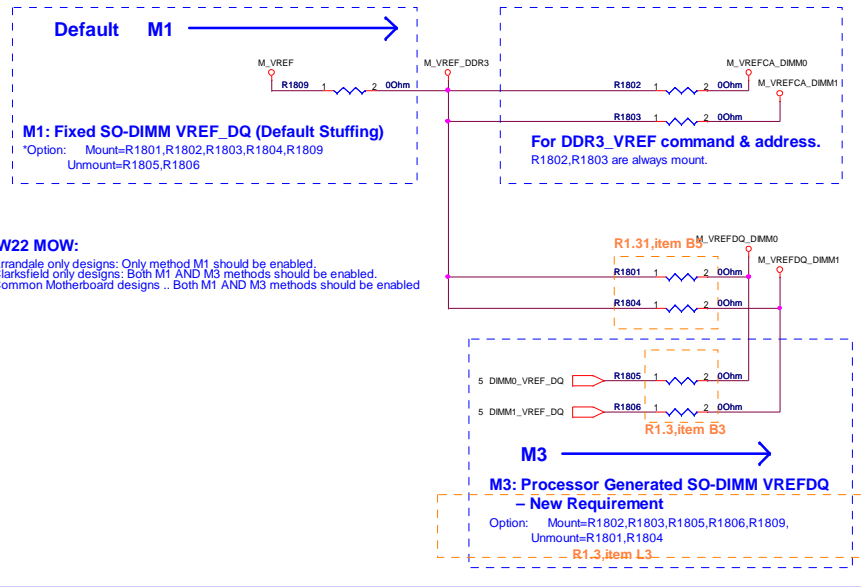 Default M1
M_VREF
M_VREF_DDR3
M_VREFCA_DIMM0
M_VREFCA_DIMM1
R1809 1 2 0Ohm
R1802 1 2 0Ohm
R1803 1 2 0Ohm
M1: Fixed SO-DIMM VREF_DQ (Default Stuffing)
*Option: Mount=R1801,R1802,R1803,R1804,R1809
Unmount=R1805,R1806
For DDR3_VREF command & address.
R1802,R1803 are always mount.
W22 MOW:
rrandale only designs: Only method M1 should be enabled.
larksfield only designs: Both M1 AND M3 methods should be enabled.
ommon Motherboard designs .. Both M1 AND M3 methods should be enabled
R1.31,item B5
M_VREFDQ_DIMM0
M_VREFDQ_DIMM1
R1801 1 2 0Ohm
R1804 1 2 0Ohm
5 DIMM0_VREF_DQ R1805 1 2 0Ohm
5 DIMM1_VREF_DQ R1806 1 2 0Ohm
R1.3,item B3
M3
M3: Processor Generated SO-DIMM VREFDQ
– New Requirement
Option: Mount=R1802,R1803,R1805,R1806,R1809,
Unmount=R1801,R1804
R1.3,item L3